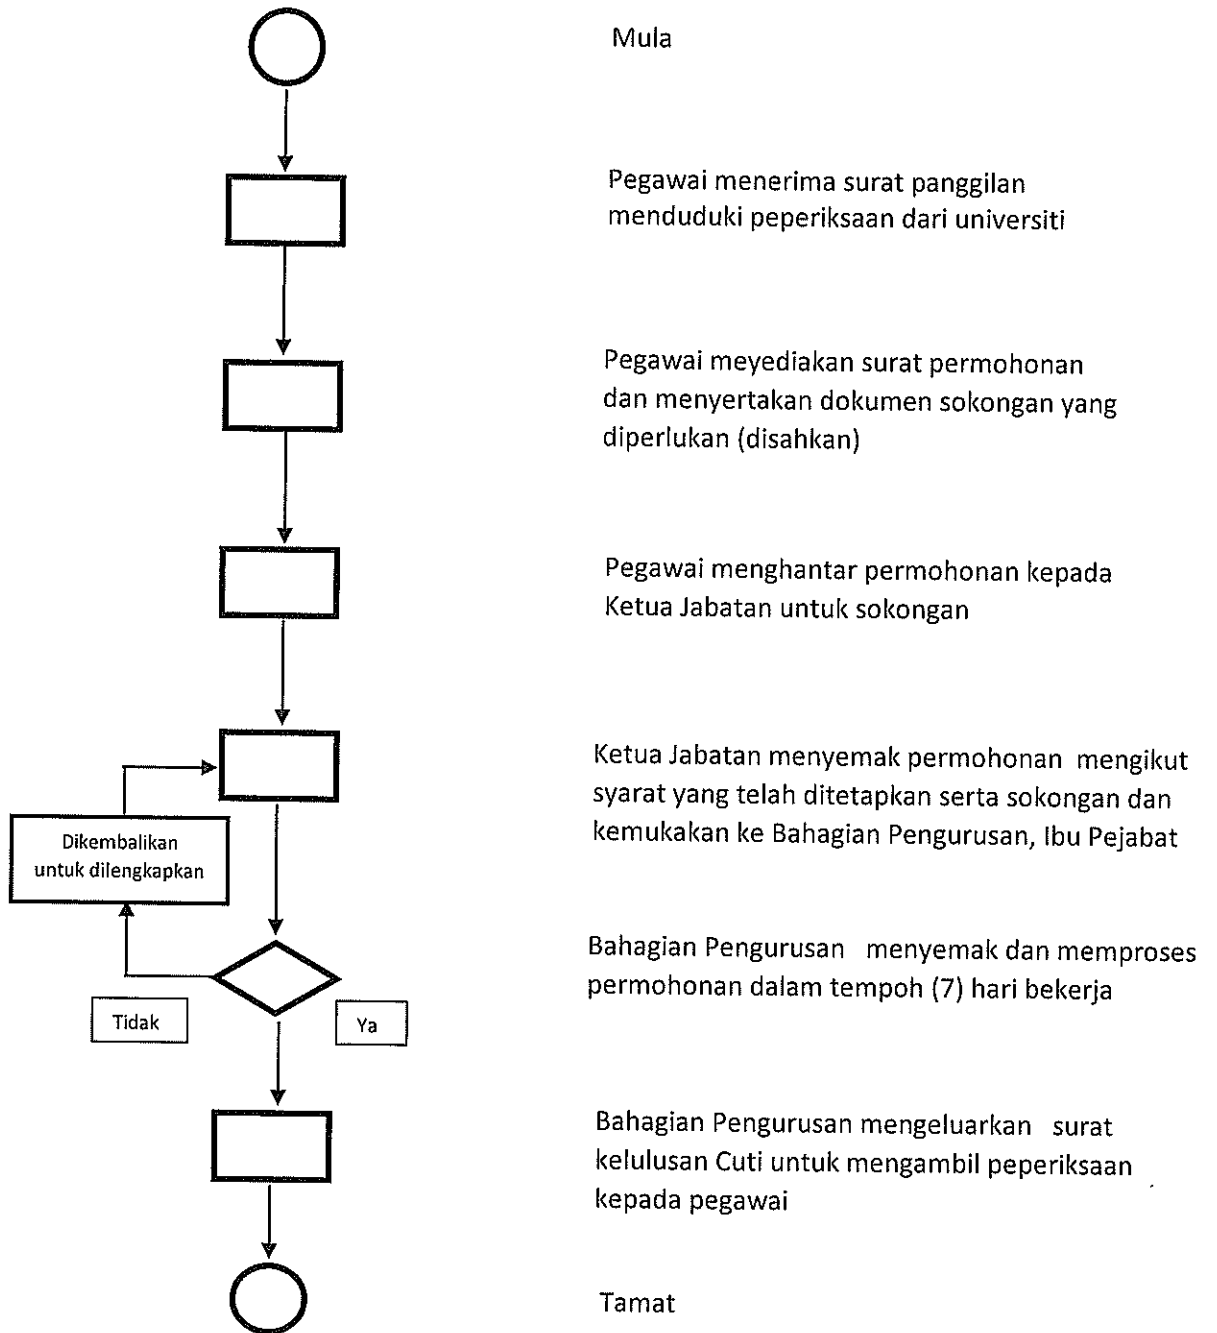 Mula
Pegawai menerima surat panggilan
menduduki peperiksaan dari universiti
Pegawai meyediakan surat permohonan
dan menyertakan dokumen sokongan yang
diperlukan (disahkan)
Pegawai menghantar permohonan kepada
Ketua Jabatan untuk sokongan
Ketua Jabatan menyemak permohonan mengikut
syarat yang telah ditetapkan serta sokongan dan
kemukakan ke Bahagian Pengurusan, Ibu Pejabat
Dikembalikan
untuk dilengkapkan
Bahagian Pengurusan menyemak dan memproses
permohonan dalam tempoh (7) hari bekerja
Tidak
Ya
Bahagian Pengurusan mengeluarkan surat
kelulusan Cuti untuk mengambil peperiksaan
kepada pegawai
Tamat